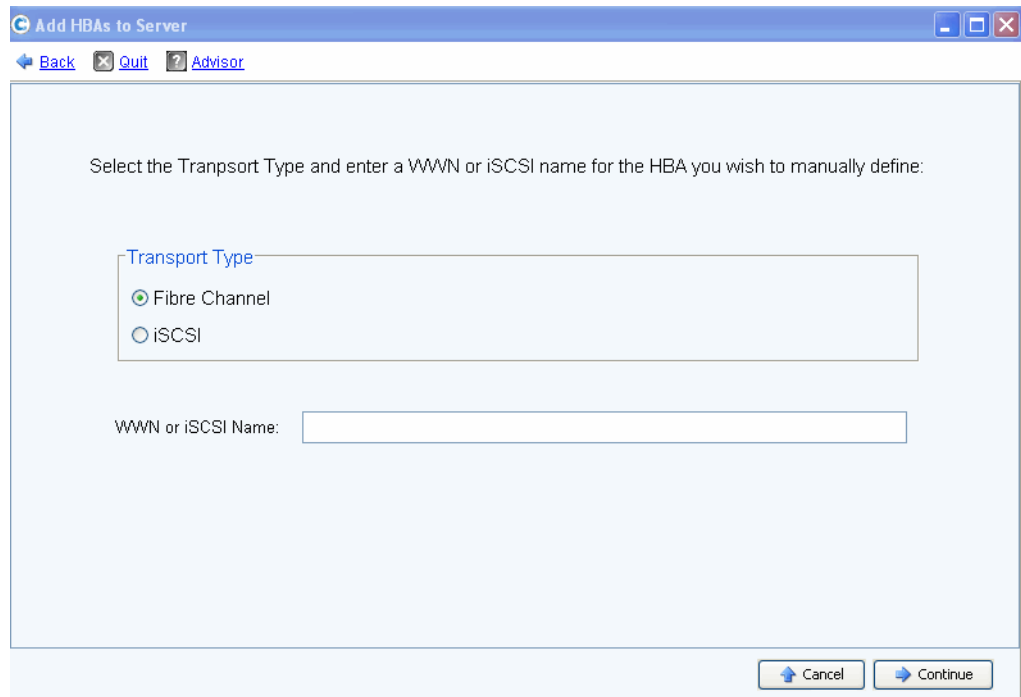 Add HBAs to Server
Back Quit Advisor
Select the Tranpsort Type and enter a WWN or iSCSI name for the HBA you wish to manually define:
Transport Type
Fibre Channel
iSCSI
WWN or iSCSI Name:
Cancel Continue